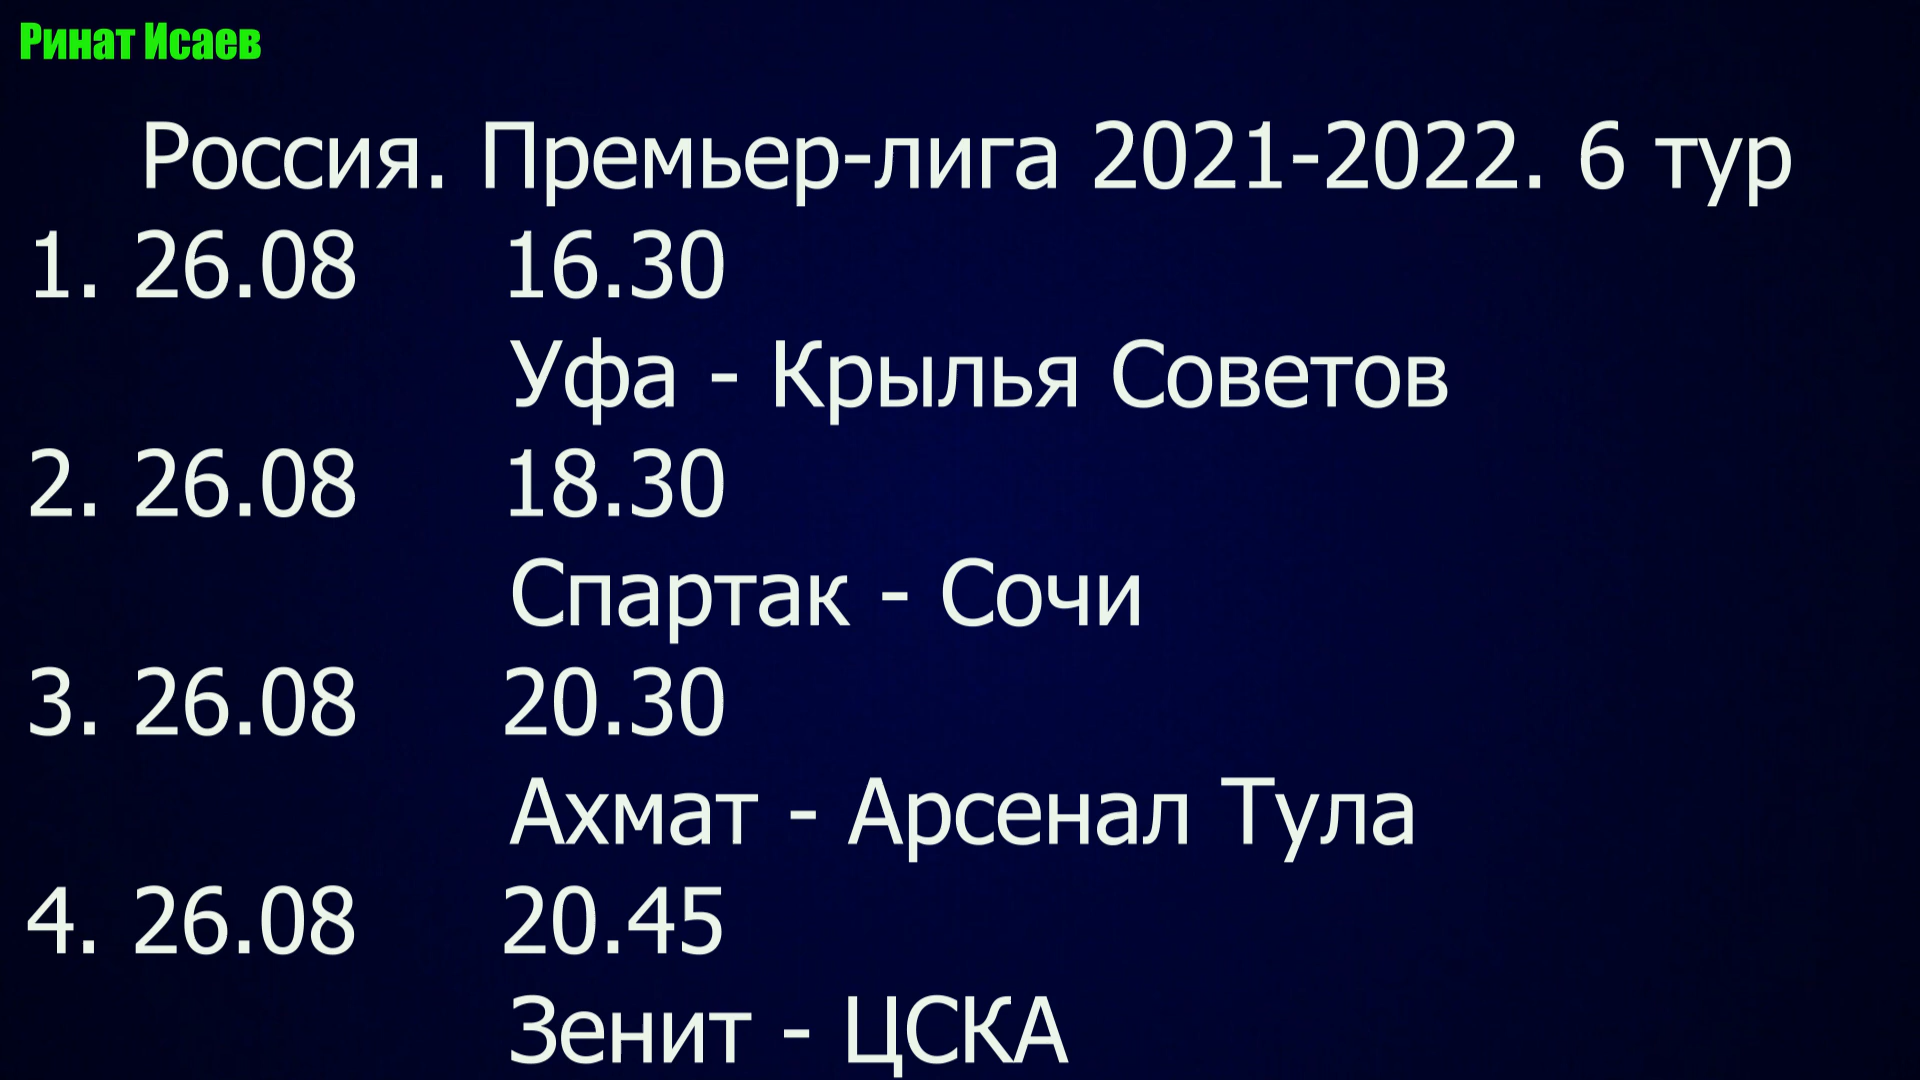 Ринат Исаев
Россия. Премьер-лига 2021-2022. 6 тур
1. 26.08 16.30
Уфа - Крылья Советов
2. 26.08 18.30
Спартак - Сочи
3. 26.08 20.30
Ахмат - Арсенал Тула
4. 26.08 20.45
Зенит - ЦСКА